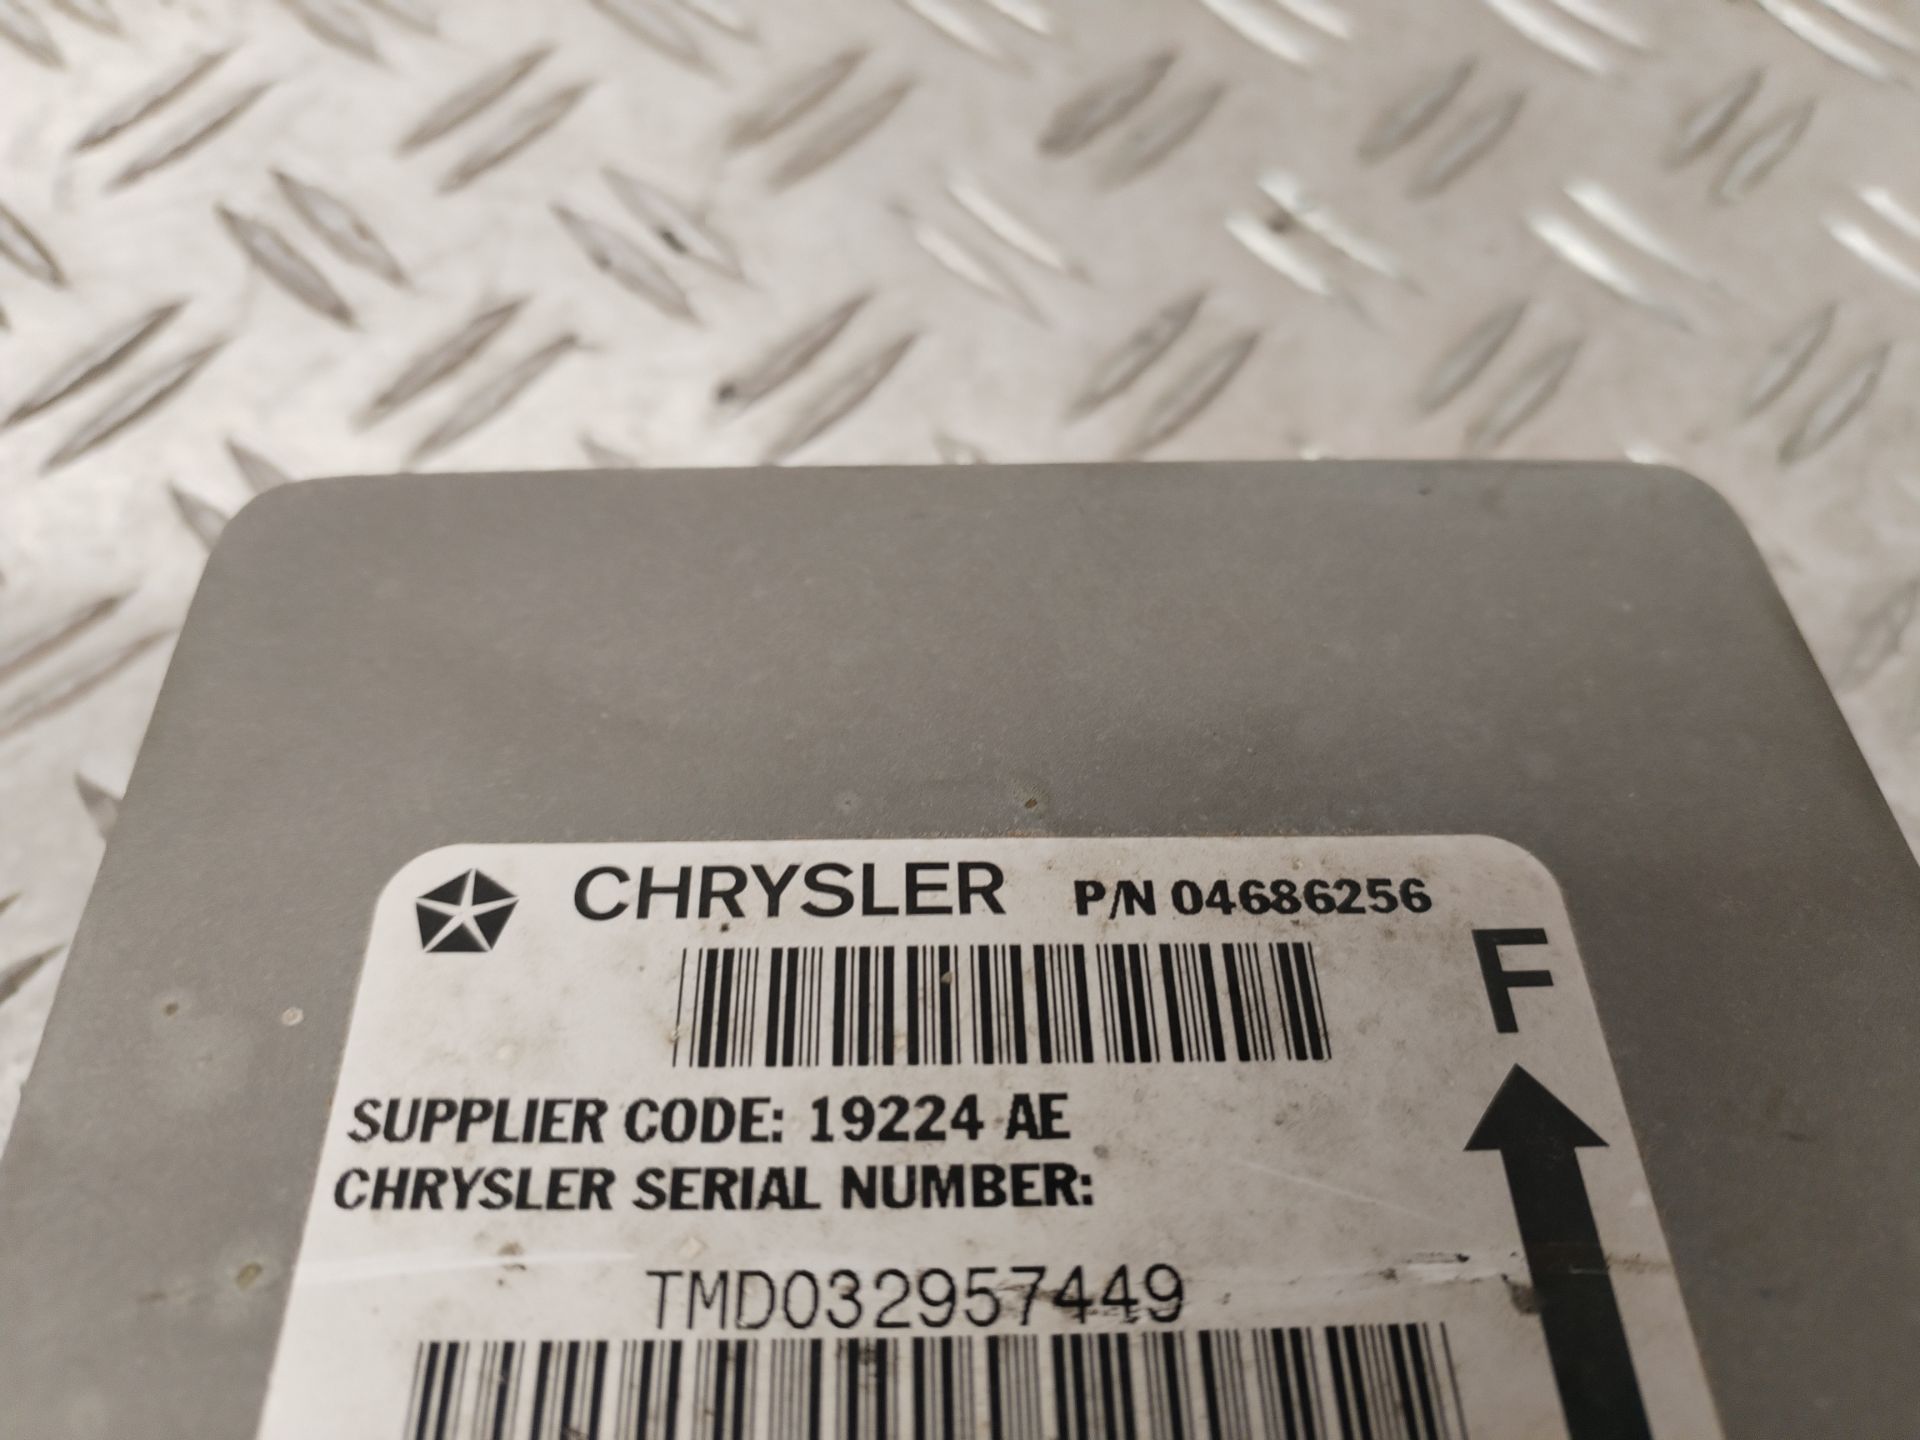 CHRYSLER P/N 04686256
F
SUPPLIER CODE: 19224 AE
CHRYSLER SERIAL NUMBER:
TMD032957449